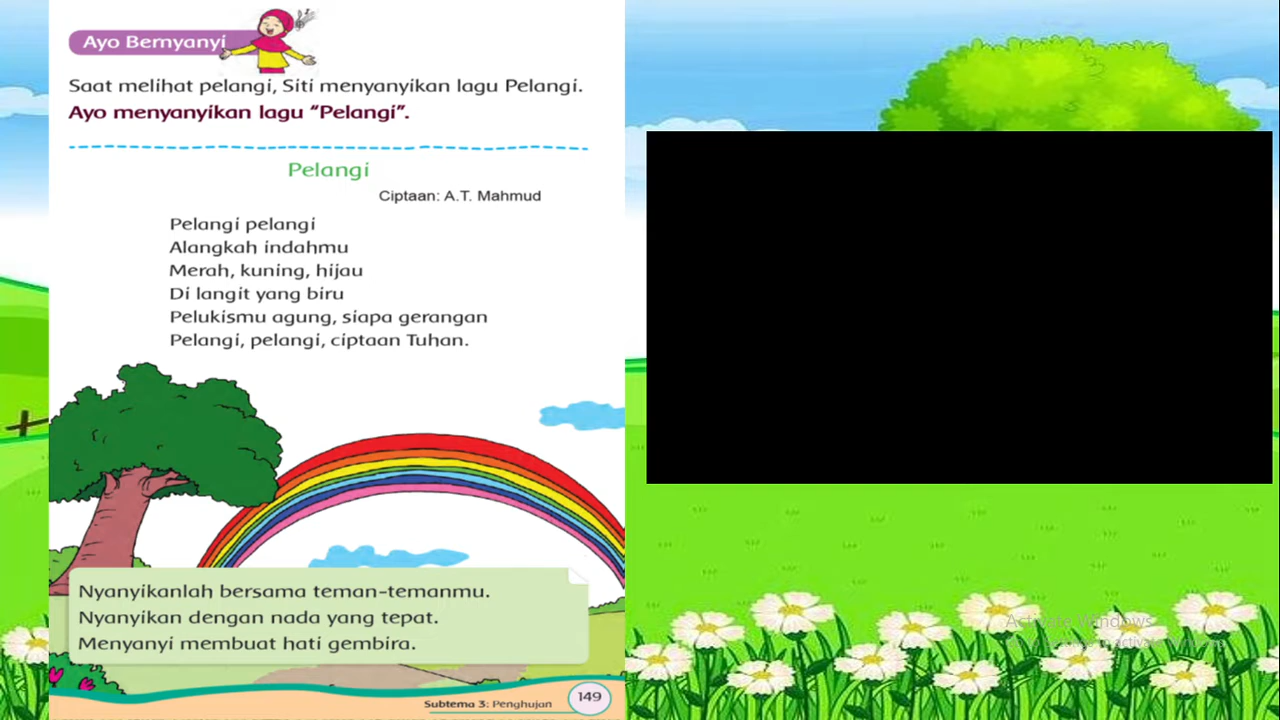 Ayo Bernyanyi
Saat melihat pelangi, Siti menyanyikan lagu Pelangi.
Ayo menyanyikan lagu “Pelangi”.
Pelangi
Ciptaan: A.T. Mahmud
Pelangi pelangi
Alangkah indahmu
Merah, kuning, hijau
Di langit yang biru
Pelukismu agung, siapa gerangan
Pelangi, pelangi, ciptaan Tuhan.
Nyanyikanlah bersama teman-temanmu.
Nyanyikan dengan nada yang tepat.
Menyanyi membuat hati gembira.
Subtema 3: Penghujan
149
Activate Windows